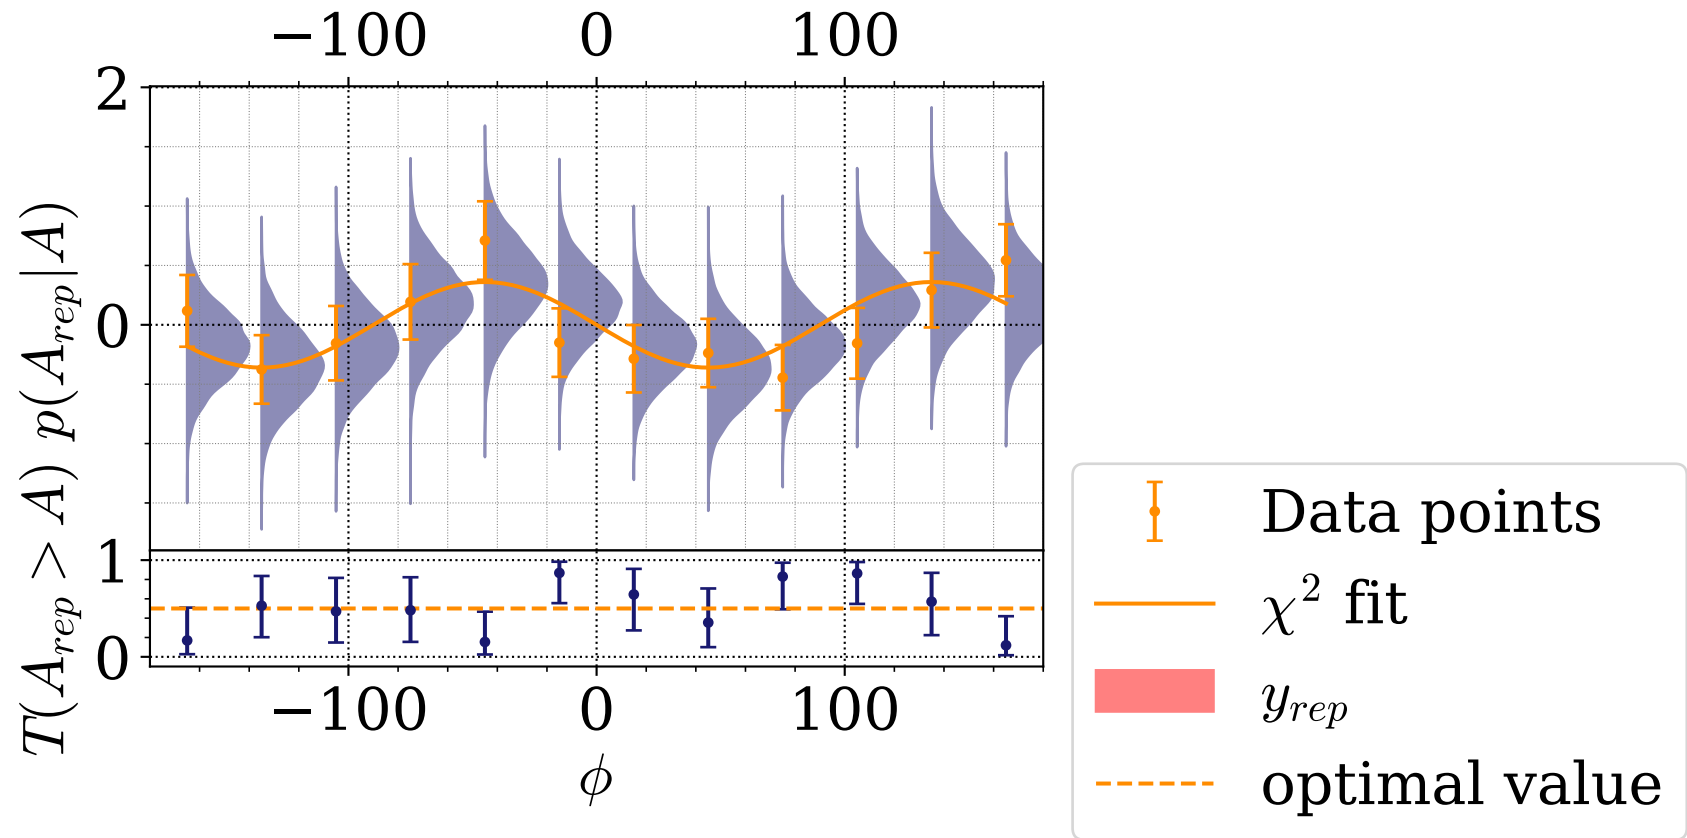 −100 0 100
2
0
p(A_rep|A)
1
0
T(A_rep > A)
−100 0 100
ϕ
Data points
χ² fit
y_rep
optimal value